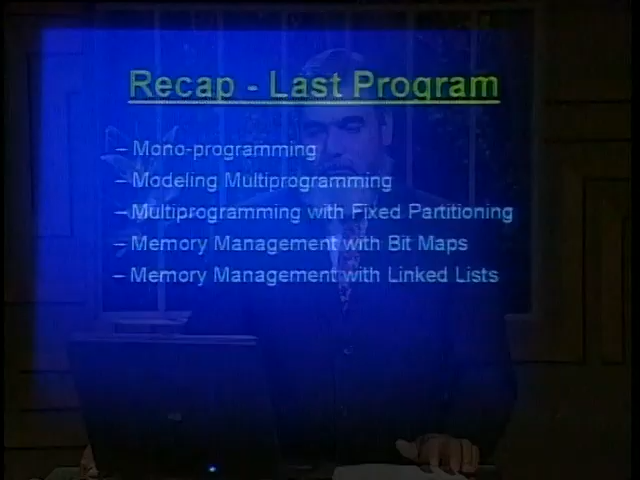 Recap - Last Program
– Mono-programming
– Modeling Multiprogramming
– Multiprogramming with Fixed Partitioning
– Memory Management with Bit Maps
– Memory Management with Linked Lists